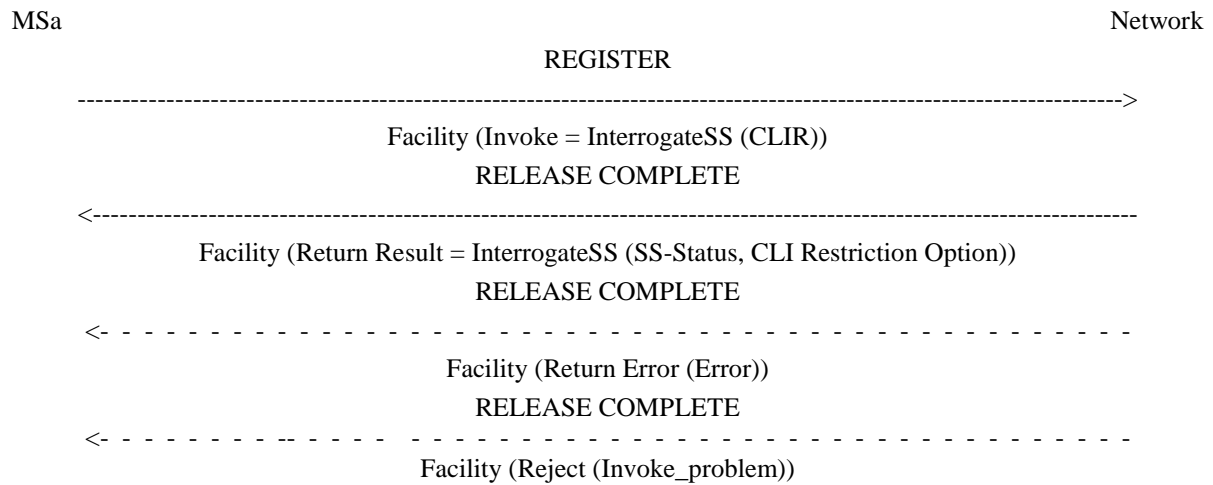 MSa Network
REGISTER
------------------------------------------------------------------------------------------------------------------------------------------->
Facility (Invoke = InterrogateSS (CLIR))
RELEASE COMPLETE
<-------------------------------------------------------------------------------------------------------------------------------------------
Facility (Return Result = InterrogateSS (SS-Status, CLI Restriction Option))
RELEASE COMPLETE
<- - - - - - - - - - - - - - - - - - - - - - - - - - - - - - - - - - - - - - - - - - - - - - -
Facility (Return Error (Error))
RELEASE COMPLETE
<- - - - - - - - -- - - - - - - - - - - - - - - - - - - - - - - - - - - - - - - - - - - - -
Facility (Reject (Invoke_problem))